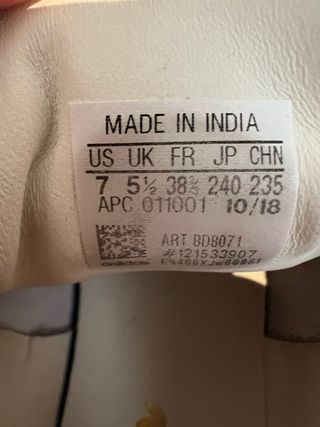 MADE IN INDIA
US UK FR JP CHN
7 5½ 38⅔ 240 235
APC 011001 10/18
ART BDB071
#121533907
adidas